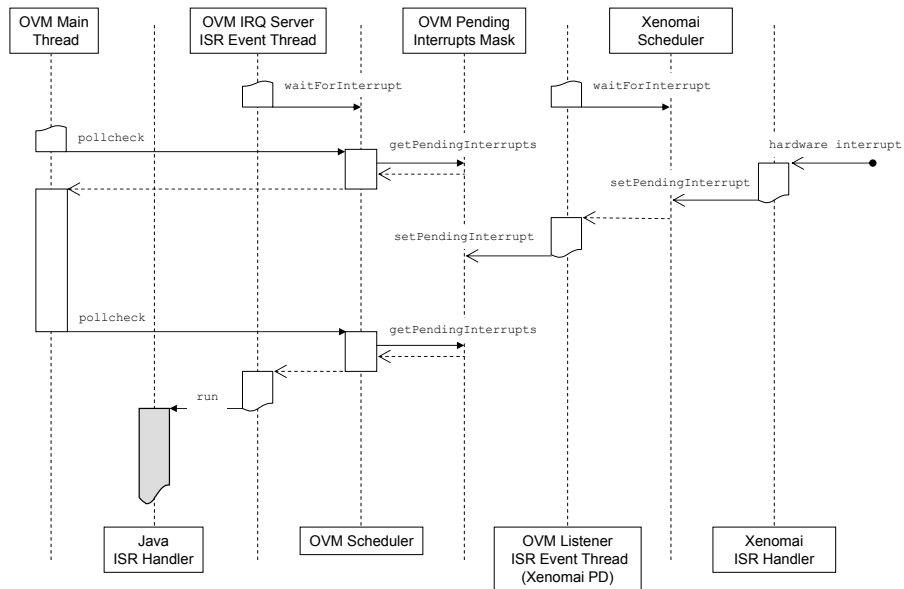 OVM Main
Thread
OVM IRQ Server
ISR Event Thread
OVM Pending
Interrupts Mask
Xenomai
Scheduler
waitForInterrupt
waitForInterrupt
pollcheck
getPendingInterrupts
hardware interrupt
setPendingInterrupt
setPendingInterrupt
pollcheck
getPendingInterrupts
run
Java
ISR Handler
OVM Scheduler
OVM Listener
ISR Event Thread
(Xenomai PD)
Xenomai
ISR Handler